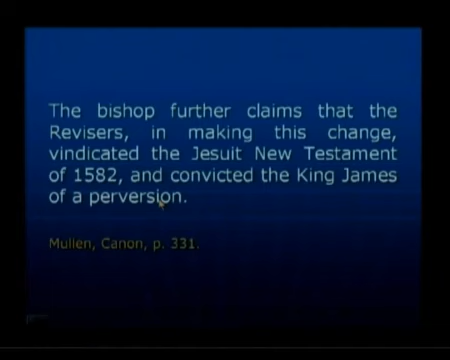 The bishop further claims that the
Revisers, in making this change,
vindicated the Jesuit New Testament
of 1582, and convicted the King James
of a perversion.
Mullen, Canon, p. 331.